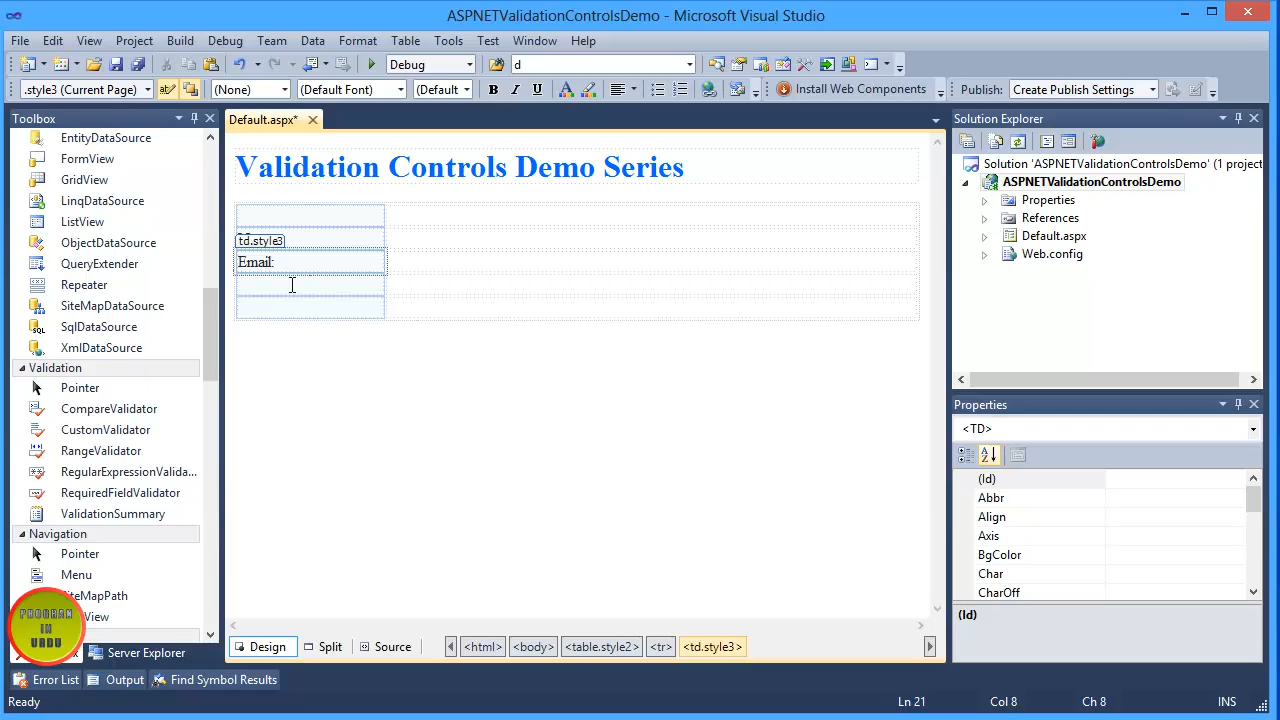 ASPNETValidationControlsDemo - Microsoft Visual Studio
File Edit View Project Build Debug Team Data Format Table Tools Test Window Help
Debug d
.style3 (Current Page) (None) (Default Font) (Default B I U A Install Web Components Publish: Create Publish Settings
Toolbox
EntityDataSource
FormView
GridView
LinqDataSource
ListView
ObjectDataSource
QueryExtender
Repeater
SiteMapDataSource
SqlDataSource
XmlDataSource
Validation
Pointer
CompareValidator
CustomValidator
RangeValidator
RegularExpressionValida...
RequiredFieldValidator
ValidationSummary
Navigation
Pointer
Menu
SiteMapPath
View
PROGRAM
IN
URDU
Server Explorer
Default.aspx*
Validation Controls Demo Series
td.style3
Email:
Design Split Source <html> <body> <table.style2> <tr> <td.style3>
Solution Explorer
Solution 'ASPNETValidationControlsDemo' (1 project
ASPNETValidationControlsDemo
Properties
References
Default.aspx
Web.config
Properties
<TD>
(Id)
Abbr
Align
Axis
BgColor
Char
CharOff
(Id)
Error List Output Find Symbol Results
Ready Ln 21 Col 8 Ch 8 INS